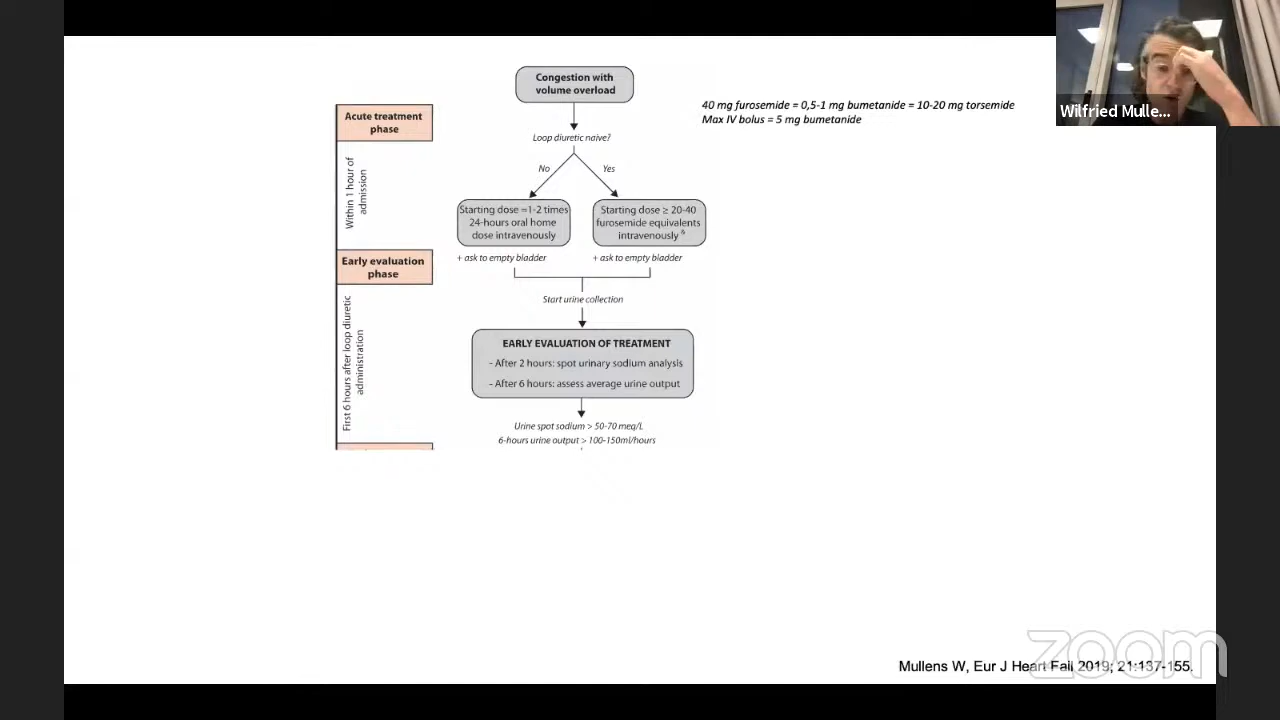 Congestion with
volume overload
40 mg furosemide = 0,5-1 mg bumetanide = 10-20 mg torsemide
Max IV bolus = 5 mg bumetanide
Wilfried Mulle...
Acute treatment
phase
Loop diuretic naive?
No
Yes
Within 1 hour of
admission
Starting dose =1-2 times
24-hours oral home
dose intravenously
Starting dose ≥ 20-40
furosemide equivalents
intravenously 6
+ ask to empty bladder
+ ask to empty bladder
Early evaluation
phase
Start urine collection
First 6 hours after loop diuretic
administration
EARLY EVALUATION OF TREATMENT
- After 2 hours: spot urinary sodium analysis
- After 6 hours: assess average urine output
Urine spot sodium > 50-70 meq/L
6-hours urine output > 100-150ml/hours
zoom
Mullens W, Eur J Heart Fail 2019; 21:137-155.